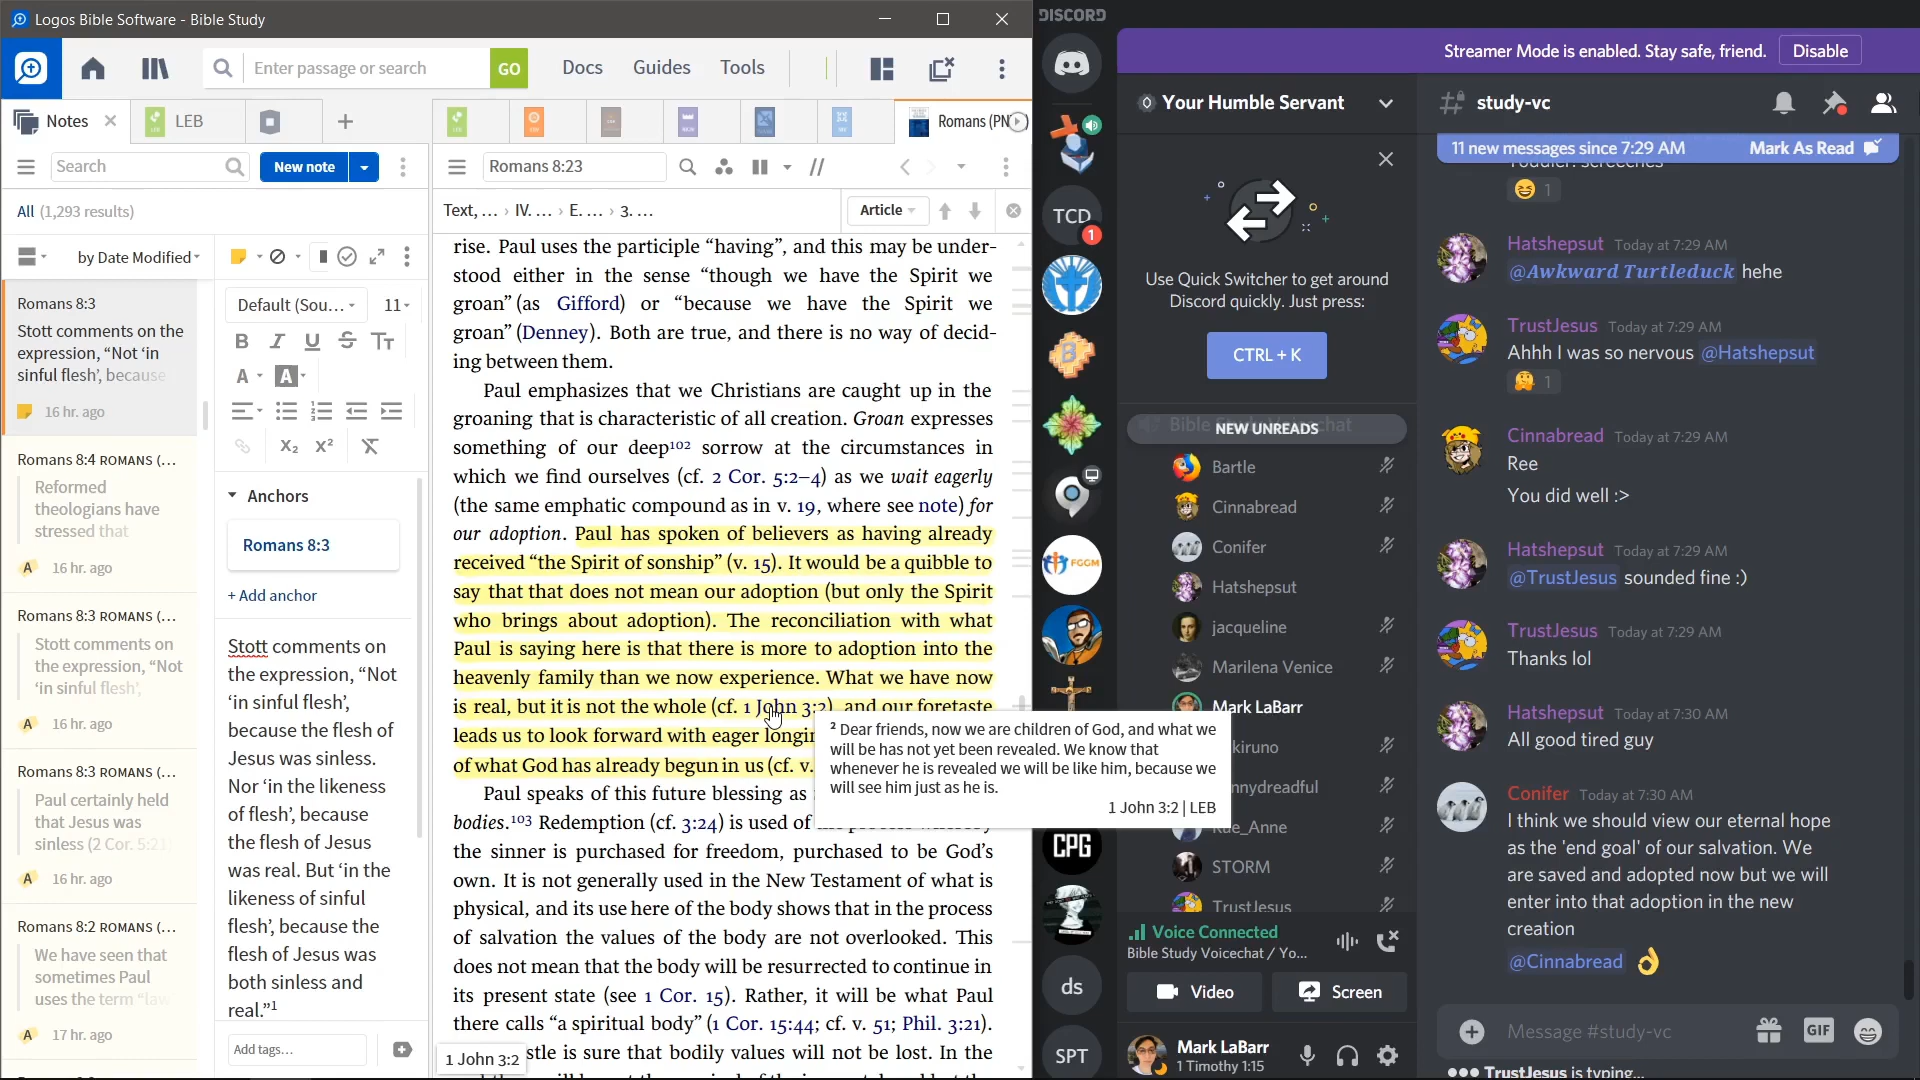 Logos Bible Software - Bible Study
Enter passage or search
GO
Docs
Guides
Tools
Notes
LEB
Romans (PN
Search
New note
Romans 8:23
All (1,293 results)
Text, ... › IV. ... › E. ... › 3. ...
Article
by Date Modified
Romans 8:3
Stott comments on the
expression, “Not ‘in
sinful flesh’, because
16 hr. ago
Romans 8:4 ROMANS (...
Reformed
theologians have
stressed that
A 16 hr. ago
Romans 8:3 ROMANS (...
Stott comments on
the expression, “Not
‘in sinful flesh’,
A 16 hr. ago
Romans 8:3 ROMANS (...
Paul certainly held
that Jesus was
sinless (2 Cor. 5:21)
A 16 hr. ago
Romans 8:2 ROMANS (...
We have seen that
sometimes Paul
uses the term “law
A 17 hr. ago
Default (Sou...
11
B I U S Tт
A A
X₂ X²
Anchors
Romans 8:3
+ Add anchor
Stott comments on
the expression, “Not
‘in sinful flesh’,
because the flesh of
Jesus was sinless.
Nor ‘in the likeness
of flesh’, because
the flesh of Jesus
was real. But ‘in the
likeness of sinful
flesh’, because the
flesh of Jesus was
both sinless and
real.”¹
Add tags...
rise. Paul uses the participle “having”, and this may be under-
stood either in the sense “though we have the Spirit we
groan” (as Gifford) or “because we have the Spirit we
groan” (Denney). Both are true, and there is no way of decid-
ing between them.
Paul emphasizes that we Christians are caught up in the
groaning that is characteristic of all creation. Groan expresses
something of our deep¹⁰² sorrow at the circumstances in
which we find ourselves (cf. 2 Cor. 5:2–4) as we wait eagerly
(the same emphatic compound as in v. 19, where see note) for
our adoption. Paul has spoken of believers as having already
received “the Spirit of sonship” (v. 15). It would be a quibble to
say that that does not mean our adoption (but only the Spirit
who brings about adoption). The reconciliation with what
Paul is saying here is that there is more to adoption into the
heavenly family than we now experience. What we have now
is real, but it is not the whole (cf. 1 John 3:2), and our foretaste
leads us to look forward with eager longin
of what God has already begun in us (cf. v.
Paul speaks of this future blessing as
bodies.¹⁰³ Redemption (cf. 3:24) is used of
the sinner is purchased for freedom, purchased to be God’s
own. It is not generally used in the New Testament of what is
physical, and its use here of the body shows that in the process
of salvation the values of the body are not overlooked. This
does not mean that the body will be resurrected to continue in
its present state (see 1 Cor. 15). Rather, it will be what Paul
there calls “a spiritual body” (1 Cor. 15:44; cf. v. 51; Phil. 3:21).
stle is sure that bodily values will not be lost. In the
1 John 3:2
² Dear friends, now we are children of God, and what we
will be has not yet been revealed. We know that
whenever he is revealed we will be like him, because we
will see him just as he is.
1 John 3:2 | LEB
DISCORD
TCD
1
FGGM
CPG
ds
SPT
Streamer Mode is enabled. Stay safe, friend.
Disable
Your Humble Servant
Use Quick Switcher to get around
Discord quickly. Just press:
CTRL + K
NEW UNREADS
Bartle
Cinnabread
Conifer
Hatshepsut
jacqueline
Marilena Venice
Mark LaBarr
kiruno
nnydreadful
Rae_Anne
STORM
TrustJesus
Voice Connected
Bible Study Voicechat / Yo...
Video
Screen
Mark LaBarr
1 Timothy 1:15
study-vc
11 new messages since 7:29 AM
Mark As Read
1
Hatshepsut Today at 7:29 AM
@Awkward Turtleduck hehe
TrustJesus Today at 7:29 AM
Ahhh I was so nervous @Hatshepsut
1
Cinnabread Today at 7:29 AM
Ree
You did well :>
Hatshepsut Today at 7:29 AM
@TrustJesus sounded fine :)
TrustJesus Today at 7:29 AM
Thanks lol
Hatshepsut Today at 7:30 AM
All good tired guy
Conifer Today at 7:30 AM
I think we should view our eternal hope
as the 'end goal' of our salvation. We
are saved and adopted now but we will
enter into that adoption in the new
creation
@Cinnabread
Message #study-vc
GIF
TrustJesus is typing...